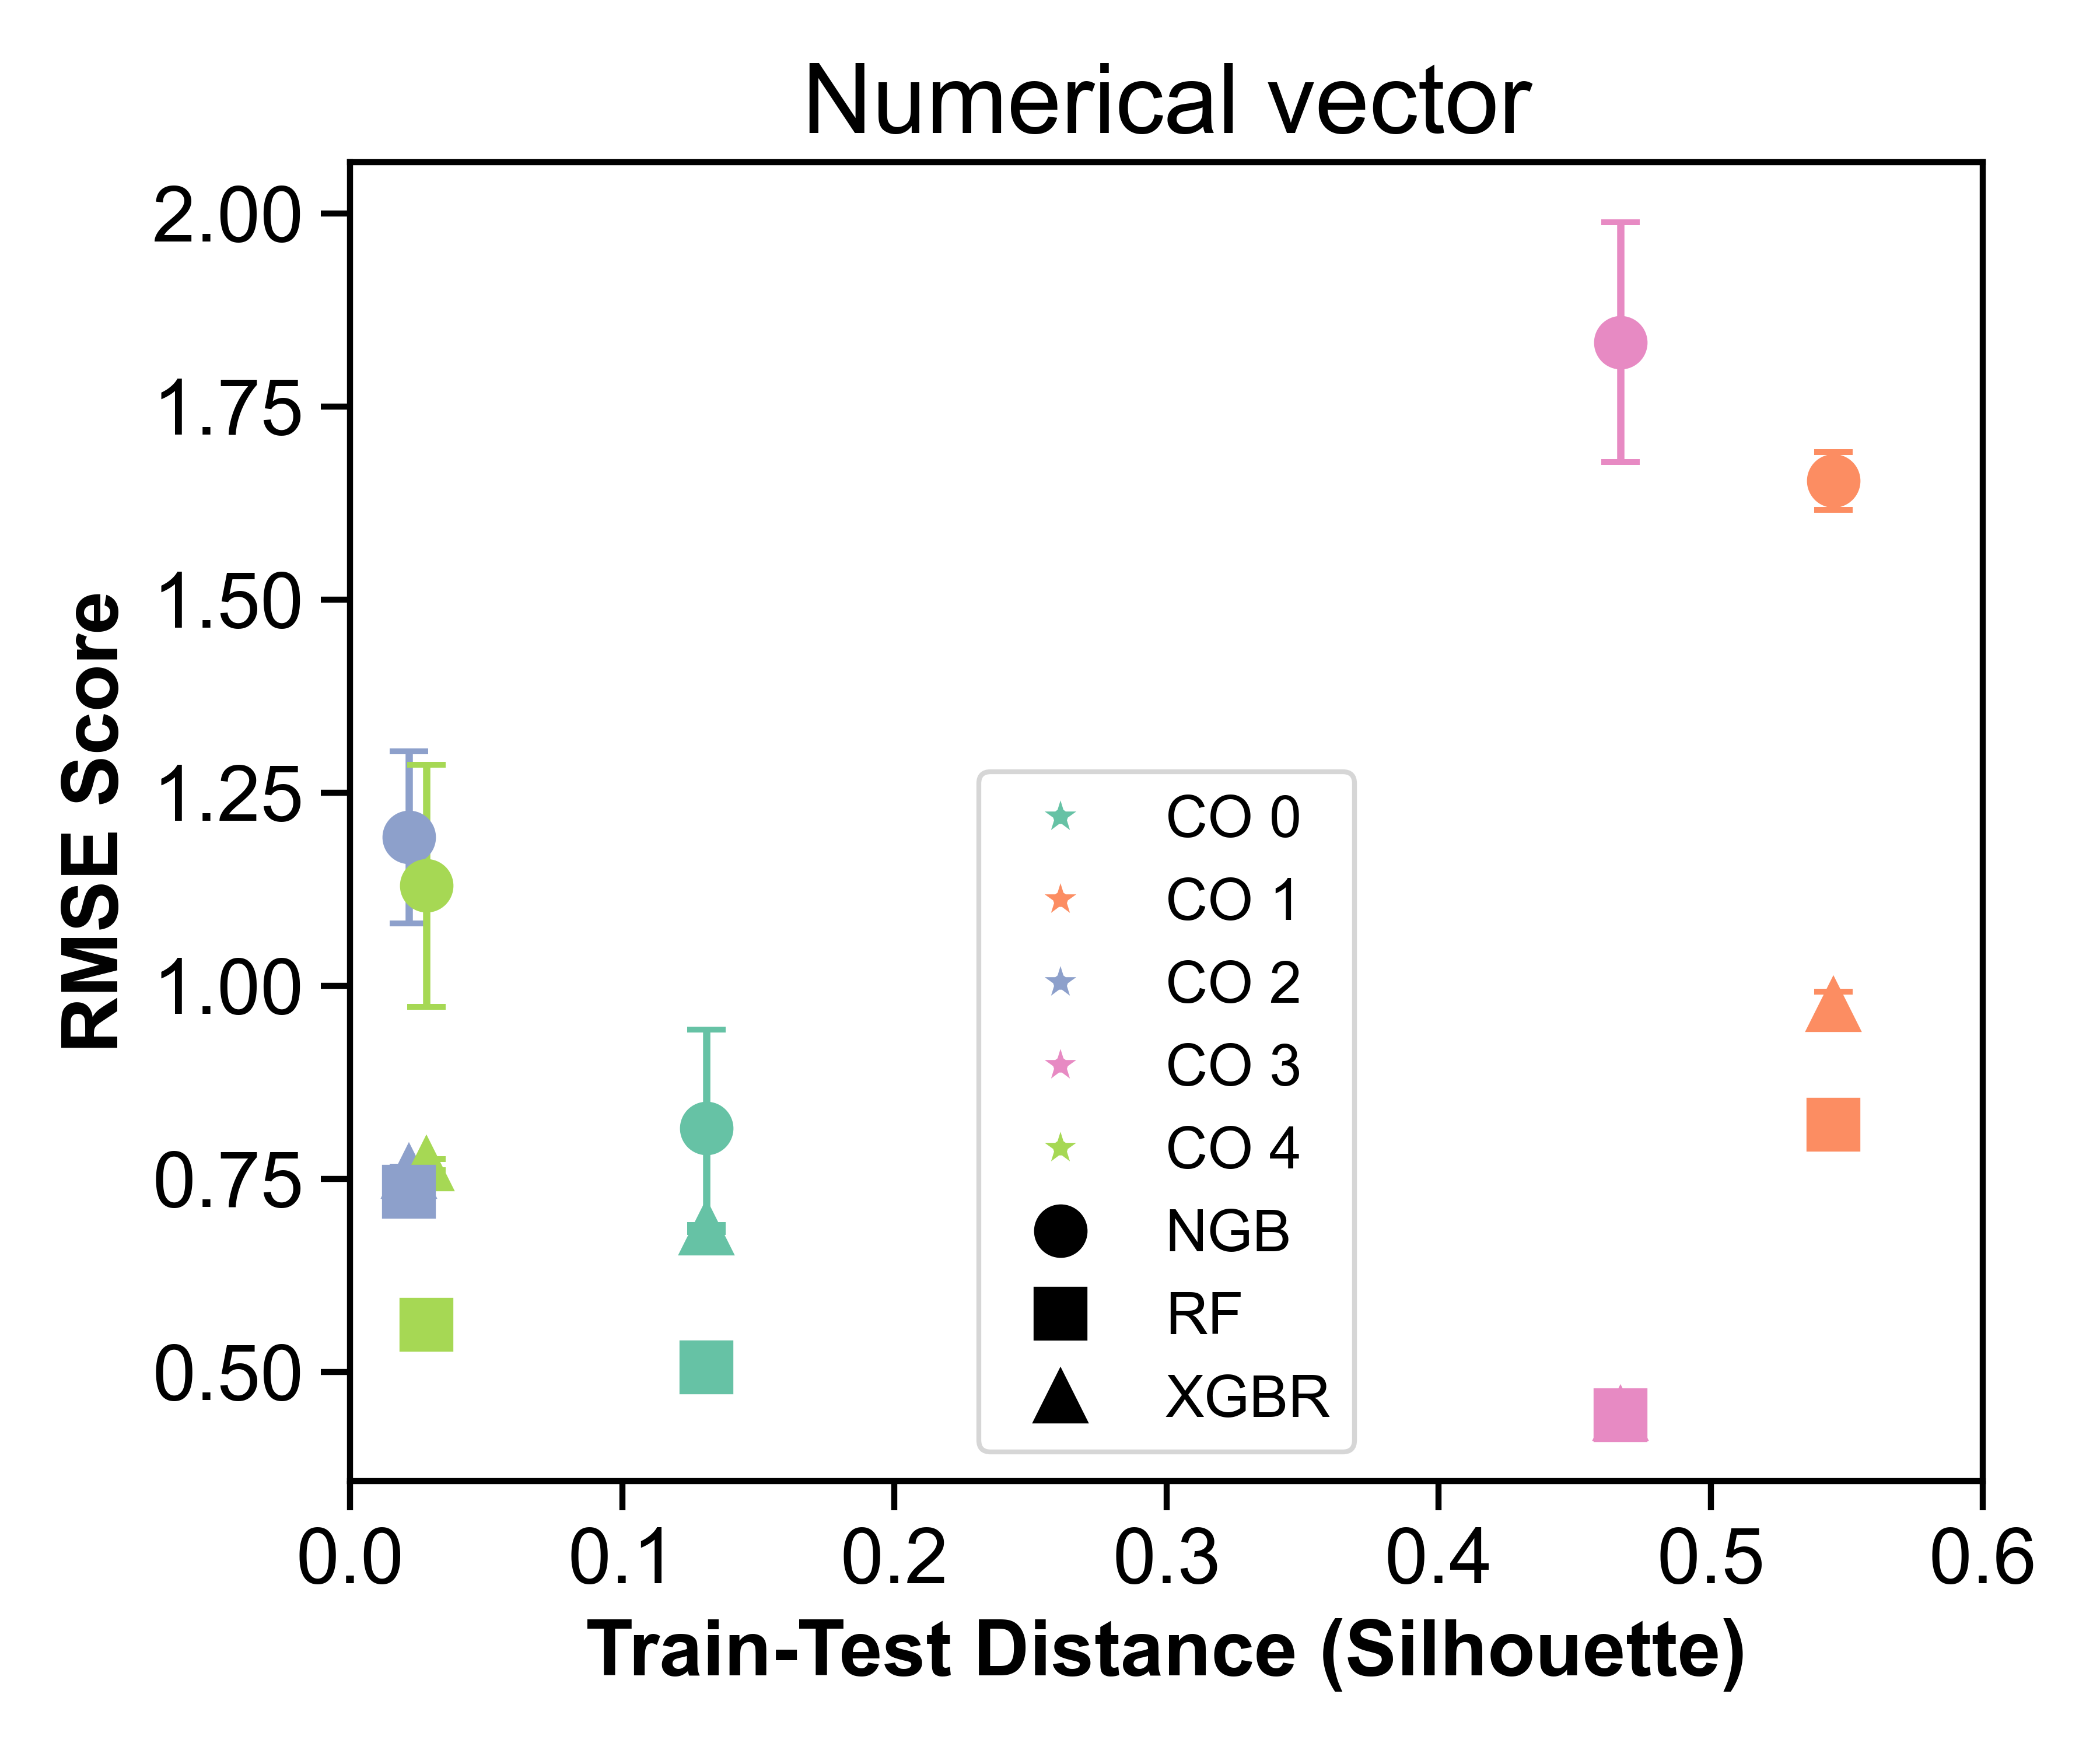 Numerical vector
RMSE Score
2.00
1.75
1.50
1.25
1.00
0.75
0.50
CO 0
CO 1
CO 2
CO 3
CO 4
NGB
RF
XGBR
0.0 0.1 0.2 0.3 0.4 0.5 0.6
Train-Test Distance (Silhouette)